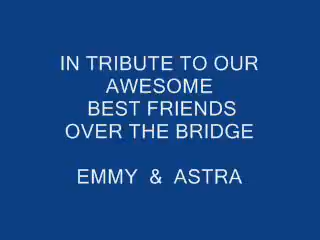 IN TRIBUTE TO OUR
AWESOME
BEST FRIENDS
OVER THE BRIDGE
EMMY & ASTRA